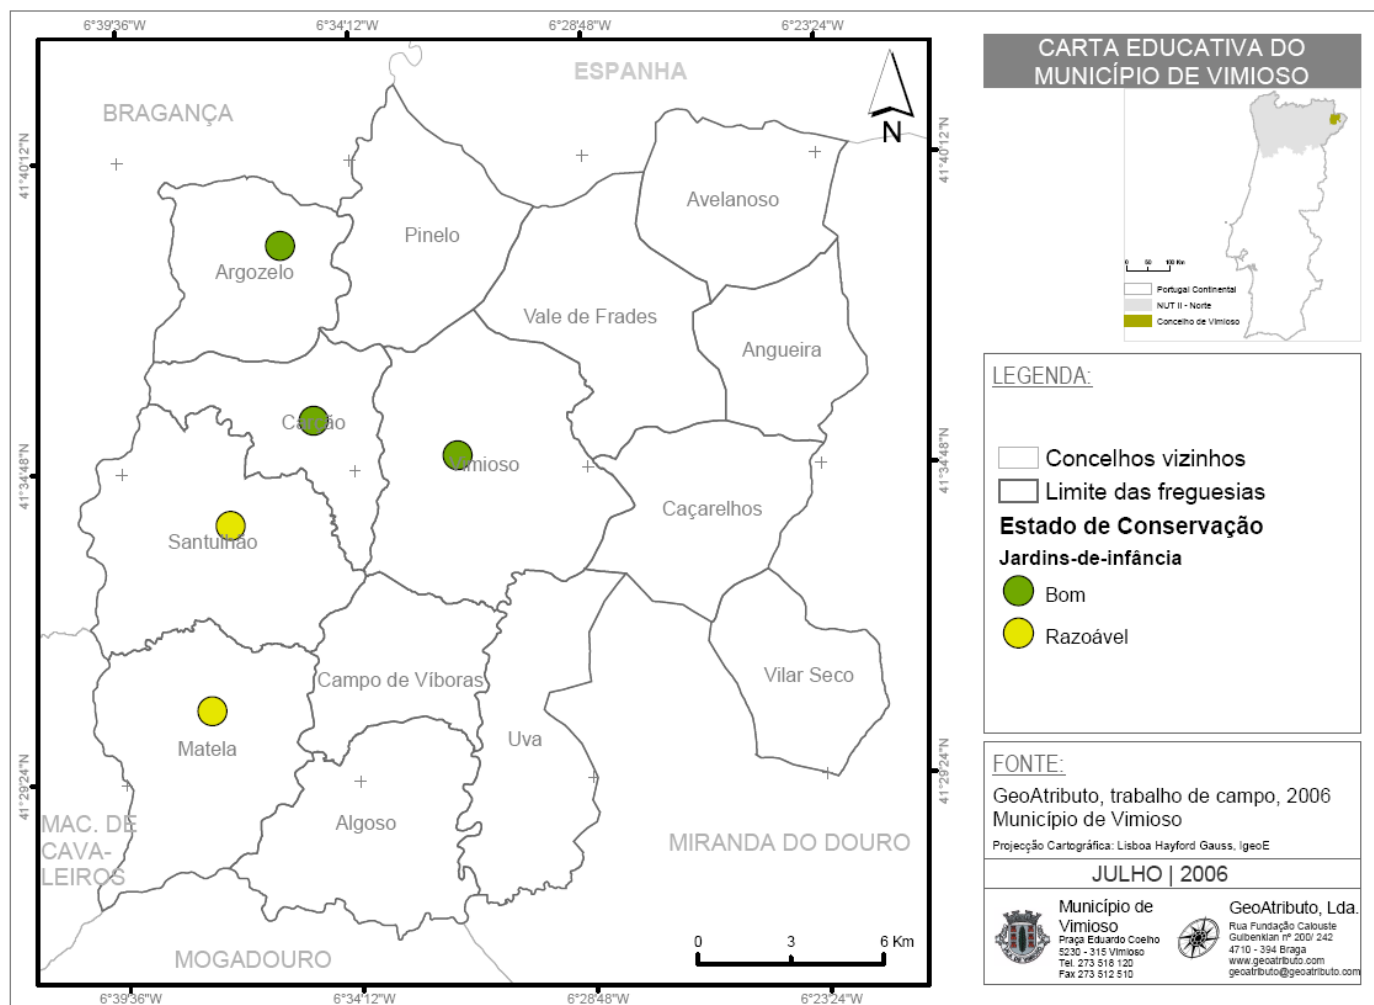 6°39'36"W
6°34'12"W
6°28'48"W
6°23'24"W
ESPANHA
BRAGANÇA
N
41°40'12"N
41°40'12"N
Avelanoso
Pinelo
Argozelo
Vale de Frades
Angueira
Carção
Vimioso
41°34'48"N
41°34'48"N
Caçarelhos
Santulhão
Campo de Víboras
Vilar Seco
Uva
Matela
41°29'24"N
41°29'24"N
Algoso
MAC. DE
CAVA-
LEIROS
MIRANDA DO DOURO
MOGADOURO
0 3 6 Km
6°39'36"W
6°34'12"W
6°28'48"W
6°23'24"W
CARTA EDUCATIVA DO
MUNICÍPIO DE VIMIOSO
0 50 100 Km
Portugal Continental
NUT II - Norte
Concelho de Vimioso
LEGENDA:
Concelhos vizinhos
Limite das freguesias
Estado de Conservação
Jardins-de-infância
Bom
Razoável
FONTE:
GeoAtributo, trabalho de campo, 2006
Município de Vimioso
Projecção Cartográfica: Lisboa Hayford Gauss, IgeoE
JULHO | 2006
Município de
Vimioso
Praça Eduardo Coelho
5230 - 315 Vimioso
Tel. 273 518 120
Fax 273 512 510
GeoAtributo, Lda.
Rua Fundação Calouste
Gulbenkian nº 200/ 242
4710 - 394 Braga
www.geoatributo.com
geoatributo@geoatributo.com